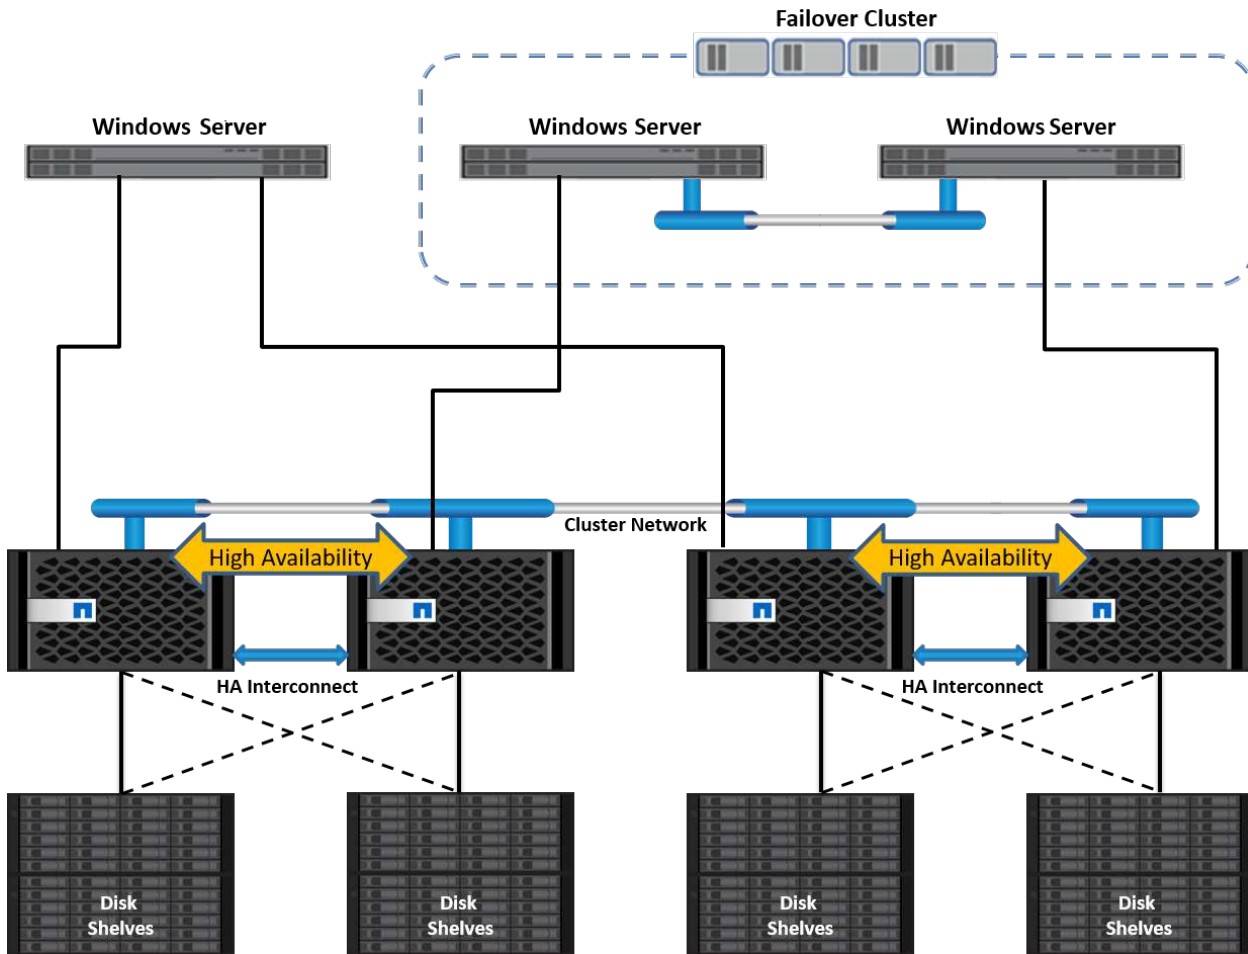 Failover Cluster
Windows Server
Windows Server
Windows Server
Cluster Network
High Availability
High Availability
HA Interconnect
HA Interconnect
Disk
Shelves
Disk
Shelves
Disk
Shelves
Disk
Shelves